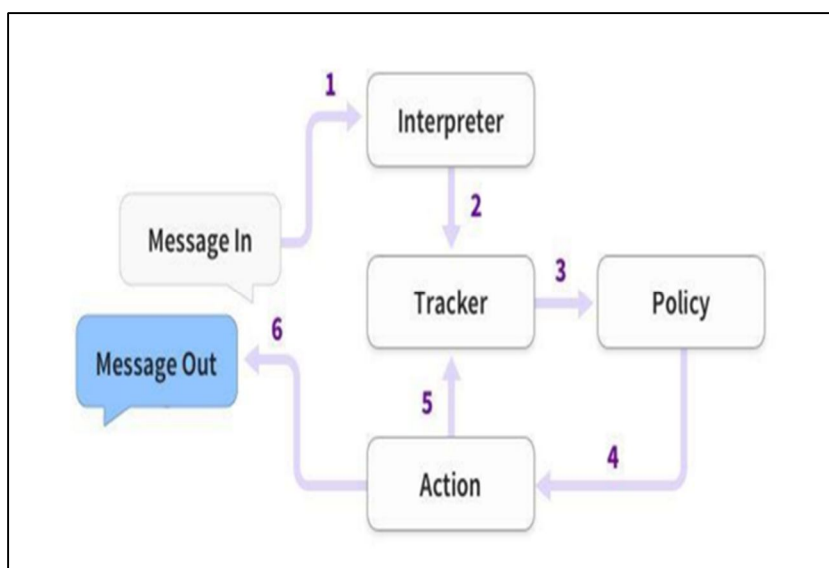 1
Interpreter
2
Message In
Tracker
3
Policy
6
Message Out
5
4
Action